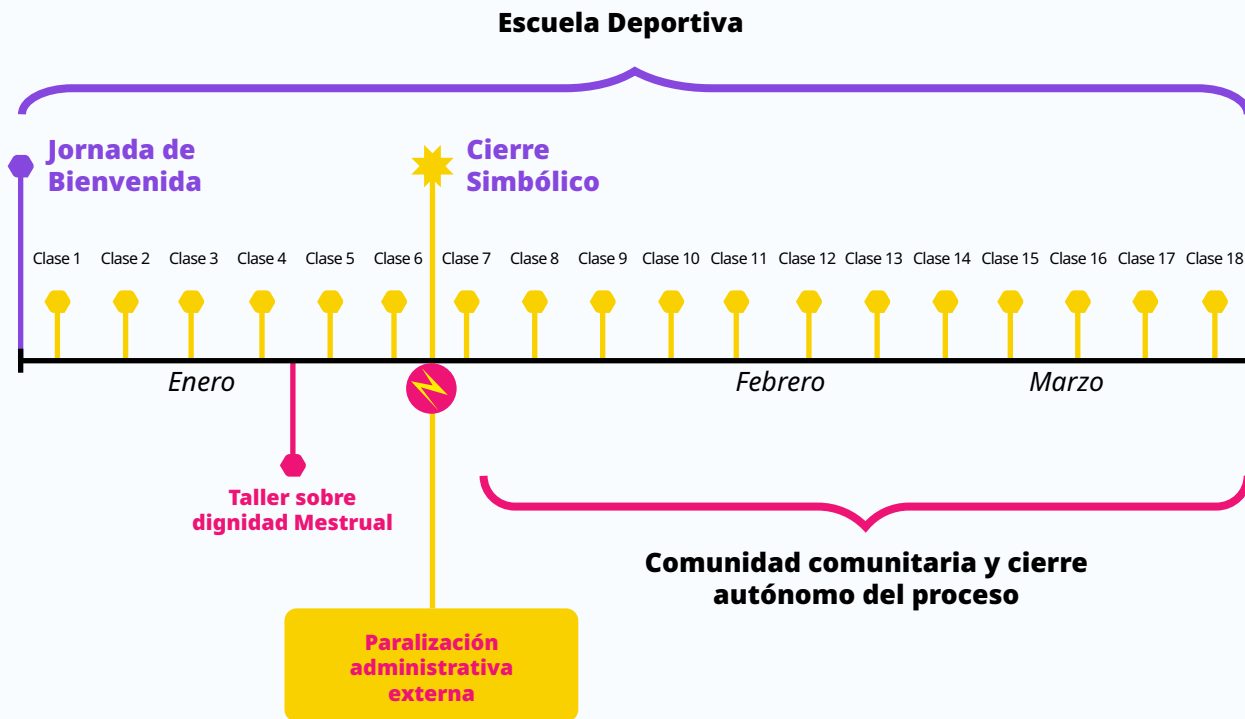 Escuela Deportiva
Jornada de
Bienvenida
Cierre
Simbólico
Clase 1
Clase 2
Clase 3
Clase 4
Clase 5
Clase 6
Clase 7
Clase 8
Clase 9
Clase 10
Clase 11
Clase 12
Clase 13
Clase 14
Clase 15
Clase 16
Clase 17
Clase 18
Enero
Febrero
Marzo
Taller sobre
dignidad Mestrual
Comunidad comunitaria y cierre
autónomo del proceso
Paralización
administrativa
externa